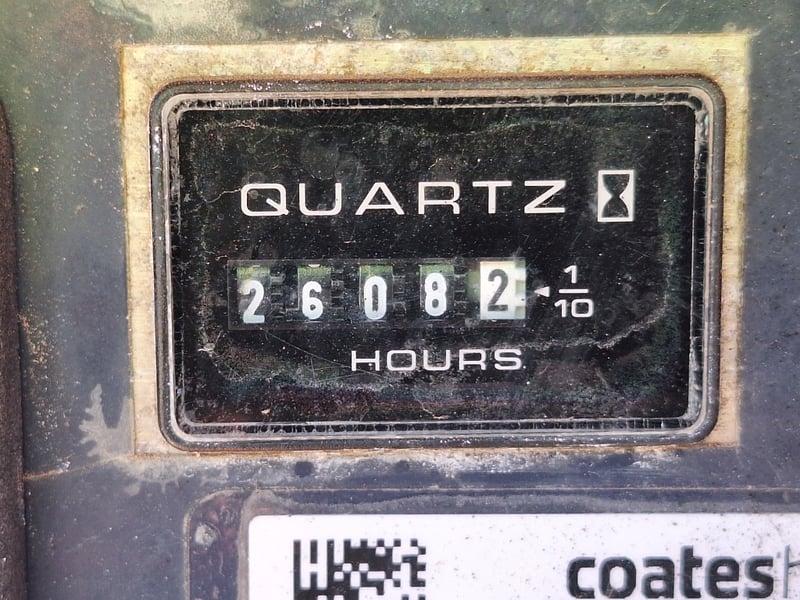 QUARTZ
26082 1/10
HOURS
coates